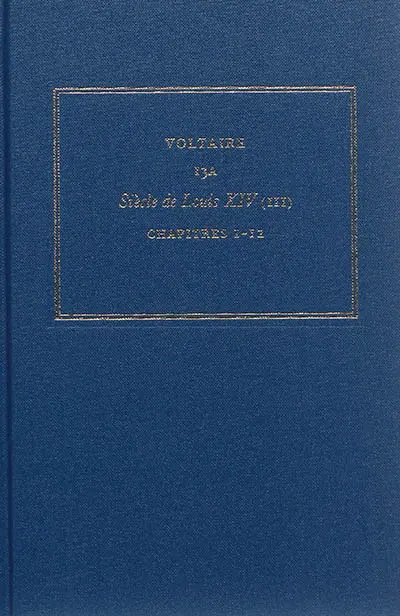 VOLTAIRE
13A
Siècle de Louis XIV (III)
CHAPITRES 1-12